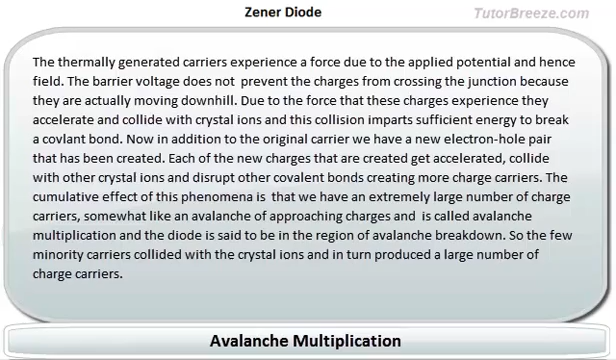 Zener Diode
TutorBreeze.com
The thermally generated carriers experience a force due to the applied potential and hence
field. The barrier voltage does not prevent the charges from crossing the junction because
they are actually moving downhill. Due to the force that these charges experience they
accelerate and collide with crystal ions and this collision imparts sufficient energy to break
a covlant bond. Now in addition to the original carrier we have a new electron-hole pair
that has been created. Each of the new charges that are created get accelerated, collide
with other crystal ions and disrupt other covalent bonds creating more charge carriers. The
cumulative effect of this phenomena is that we have an extremely large number of charge
carriers, somewhat like an avalanche of approaching charges and is called avalanche
multiplication and the diode is said to be in the region of avalanche breakdown. So the few
minority carriers collided with the crystal ions and in turn produced a large number of
charge carriers.
Avalanche Multiplication